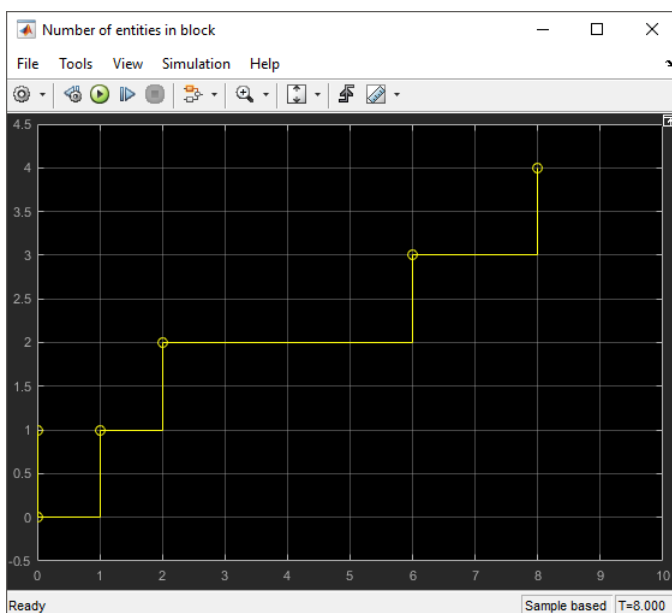 Number of entities in block
File Tools View Simulation Help
4.5
4
3.5
3
2.5
2
1.5
1
0.5
0
-0.5
0 1 2 3 4 5 6 7 8 9 10
Ready Sample based T=8.000